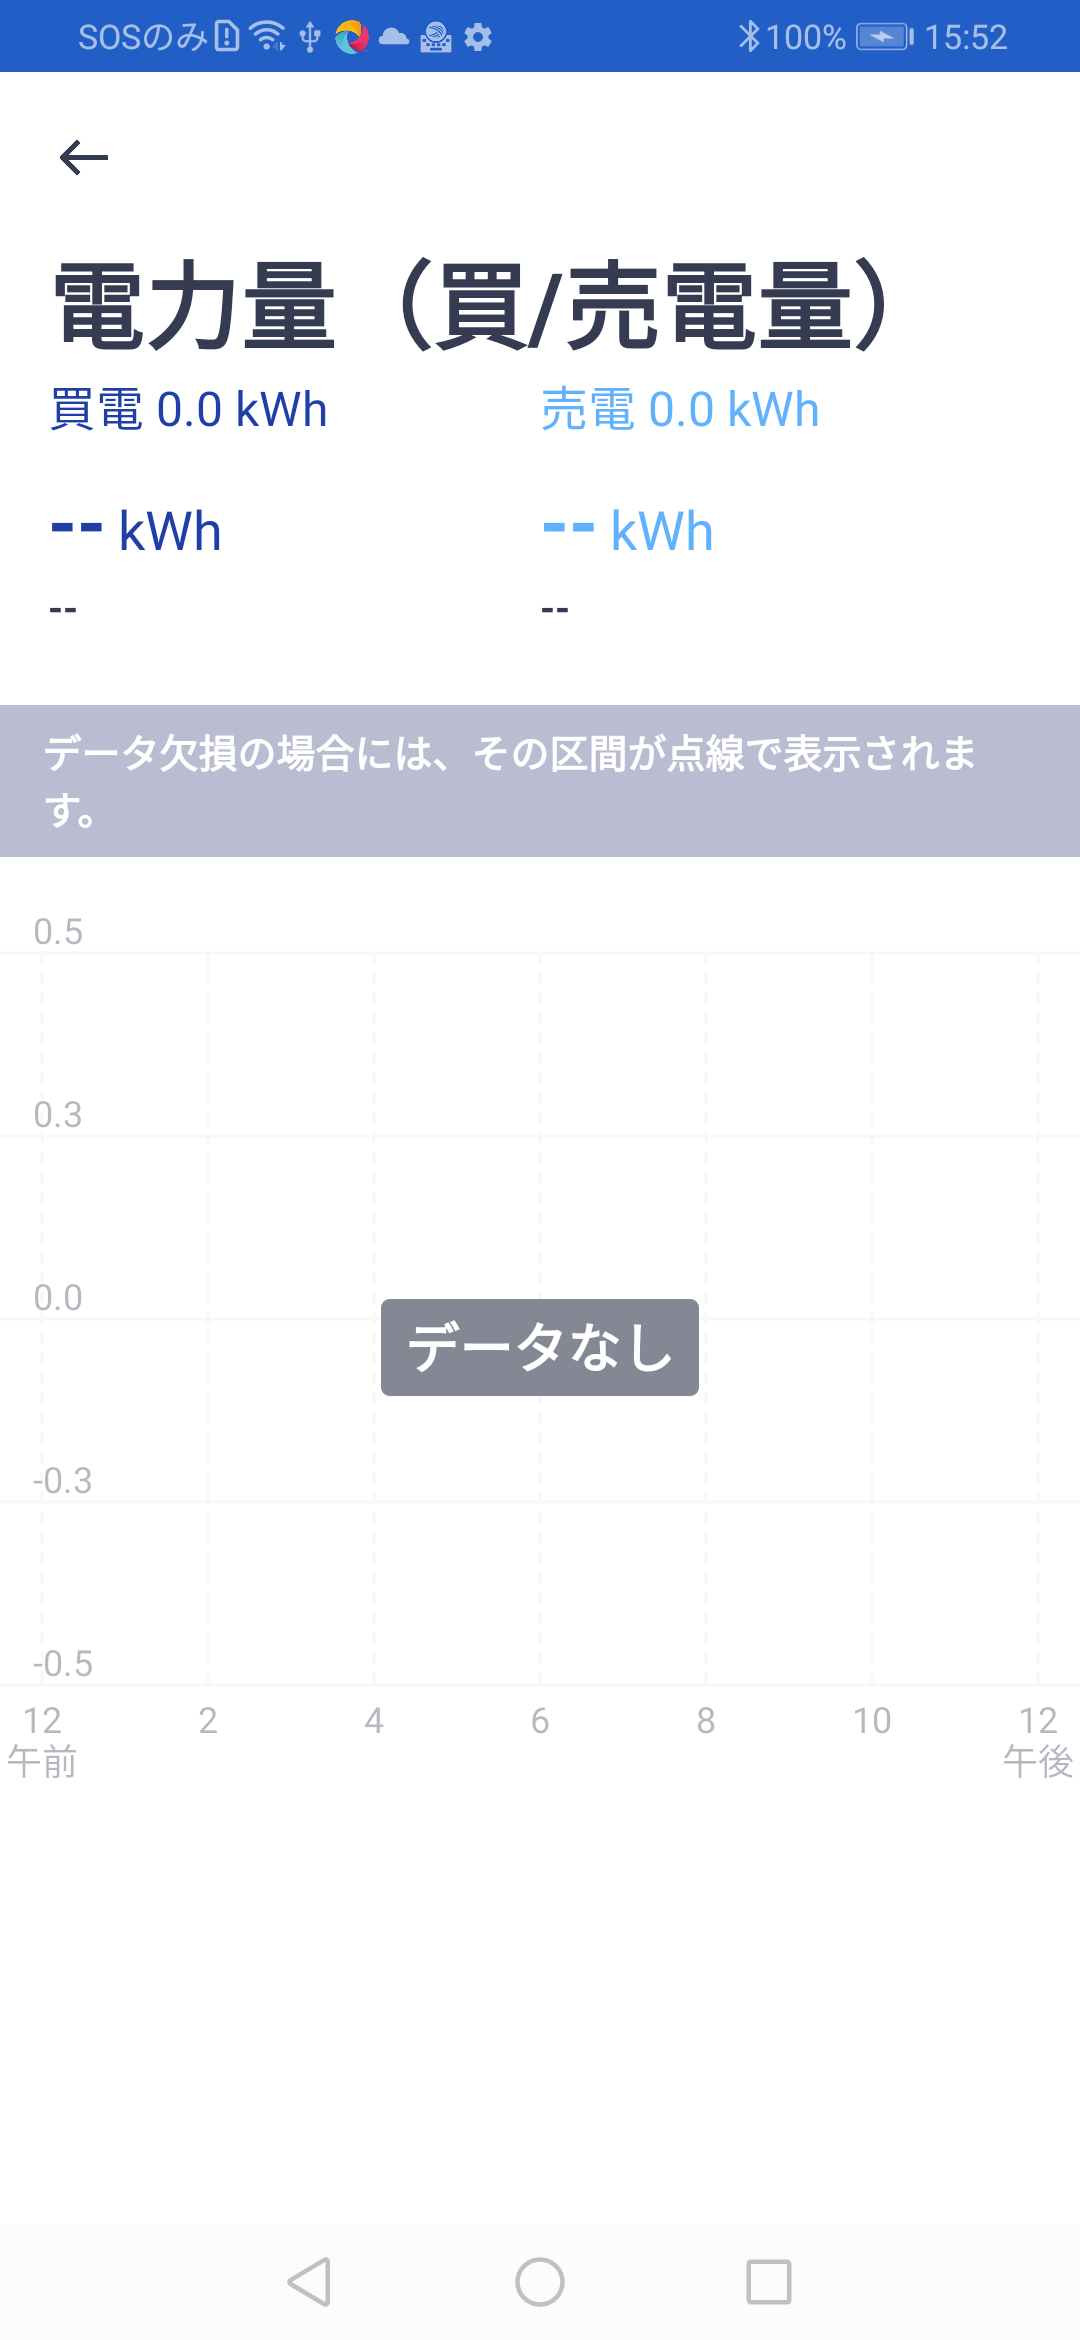 SOSのみ 100% 15:52
電力量（買/売電量）
買電 0.0 kWh 売電 0.0 kWh
-- kWh -- kWh
-- --
データ欠損の場合には、その区間が点線で表示されま
す。
0.5
0.3
0.0
データなし
-0.3
-0.5
12 2 4 6 8 10 12
午前 午後